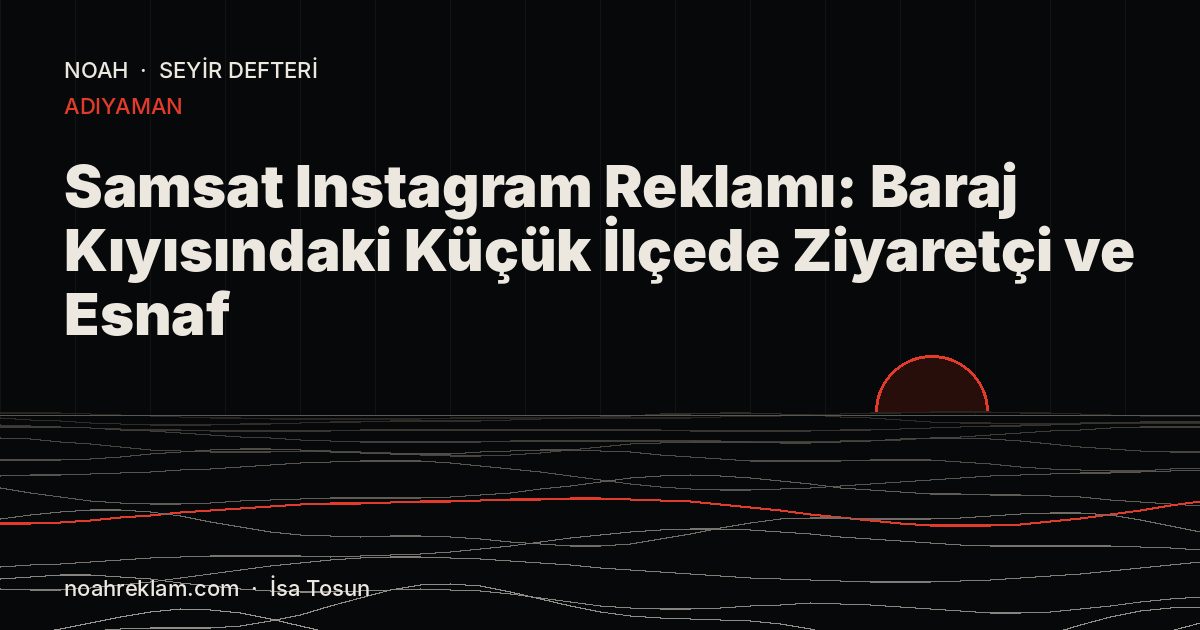 NOAH · SEYİR DEFTERİ
ADIYAMAN
Samsat Instagram Reklamı: Baraj
Kıyısındaki Küçük İlçede Ziyaretçi ve
Esnaf
noahreklam.com · İsa Tosun